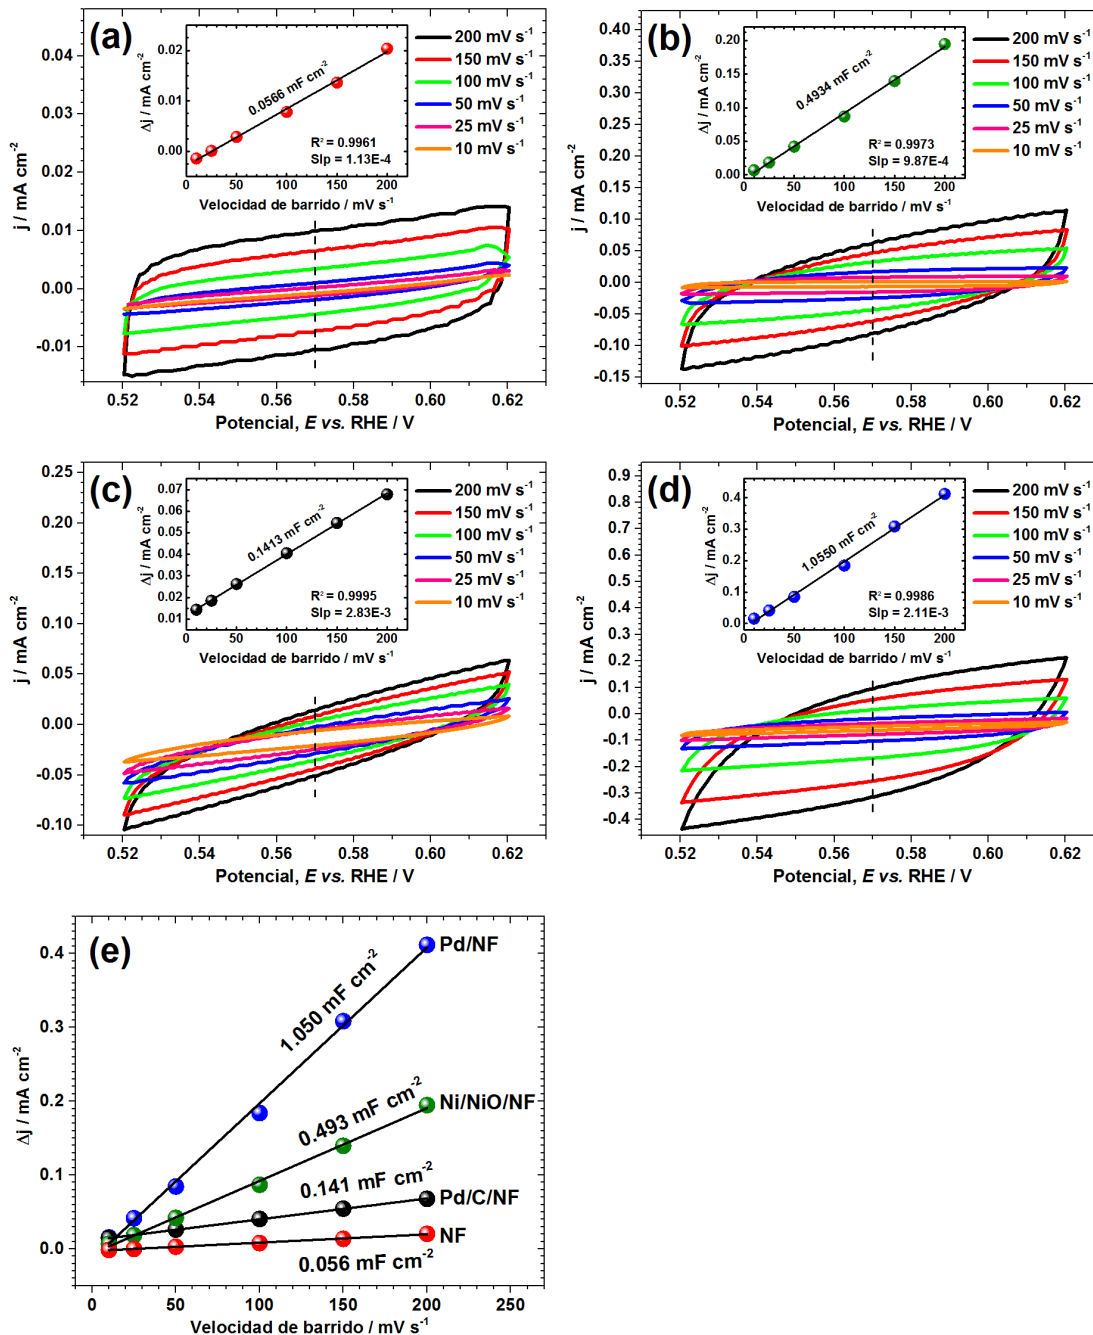 (a)
0.0566 mF cm⁻²
R² = 0.9961
Slp = 1.13E-4
Δj / mA cm⁻²
0.02
0.01
0.00
0 50 100 150 200
Velocidad de barrido / mV s⁻¹
200 mV s⁻¹
150 mV s⁻¹
100 mV s⁻¹
50 mV s⁻¹
25 mV s⁻¹
10 mV s⁻¹
j / mA cm⁻²
0.04
0.03
0.02
0.01
0.00
-0.01
0.52 0.54 0.56 0.58 0.60 0.62
Potencial, E vs. RHE / V
(b)
0.4934 mF cm⁻²
R² = 0.9973
Slp = 9.87E-4
Δj / mA cm⁻²
0.20
0.15
0.10
0.05
0.00
0 50 100 150 200
Velocidad de barrido / mV s⁻¹
200 mV s⁻¹
150 mV s⁻¹
100 mV s⁻¹
50 mV s⁻¹
25 mV s⁻¹
10 mV s⁻¹
j / mA cm⁻²
0.40
0.35
0.30
0.25
0.20
0.15
0.10
0.05
0.00
-0.05
-0.10
-0.15
0.52 0.54 0.56 0.58 0.60 0.62
Potencial, E vs. RHE / V
(c)
0.1413 mF cm⁻²
R² = 0.9995
Slp = 2.83E-3
Δj / mA cm⁻²
0.07
0.06
0.05
0.04
0.03
0.02
0.01
0 50 100 150 200
Velocidad de barrido / mV s⁻¹
200 mV s⁻¹
150 mV s⁻¹
100 mV s⁻¹
50 mV s⁻¹
25 mV s⁻¹
10 mV s⁻¹
j / mA cm⁻²
0.25
0.20
0.15
0.10
0.05
0.00
-0.05
-0.10
0.52 0.54 0.56 0.58 0.60 0.62
Potencial, E vs. RHE / V
(d)
1.0550 mF cm⁻²
R² = 0.9986
Slp = 2.11E-3
Δj / mA cm⁻²
0.4
0.3
0.2
0.1
0.0
0 50 100 150 200
Velocidad de barrido / mV s⁻¹
200 mV s⁻¹
150 mV s⁻¹
100 mV s⁻¹
50 mV s⁻¹
25 mV s⁻¹
10 mV s⁻¹
j / mA cm⁻²
0.9
0.8
0.7
0.6
0.5
0.4
0.3
0.2
0.1
0.0
-0.1
-0.2
-0.3
-0.4
0.52 0.54 0.56 0.58 0.60 0.62
Potencial, E vs. RHE / V
(e)
Pd/NF
1.050 mF cm⁻²
Ni/NiO/NF
0.493 mF cm⁻²
Pd/C/NF
0.141 mF cm⁻²
NF
0.056 mF cm⁻²
Δj / mA cm⁻²
0.4
0.3
0.2
0.1
0.0
0 50 100 150 200 250
Velocidad de barrido / mV s⁻¹